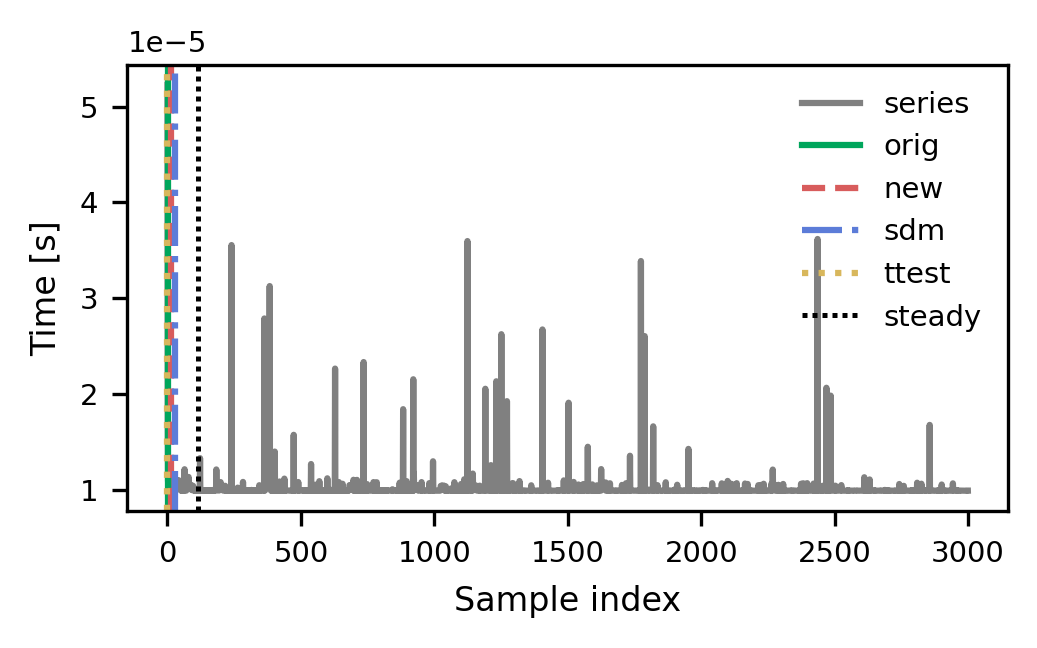 1e−5
5
4
3
2
1
Time [s]
series
orig
new
sdm
ttest
steady
0
500
1000
1500
2000
2500
3000
Sample index